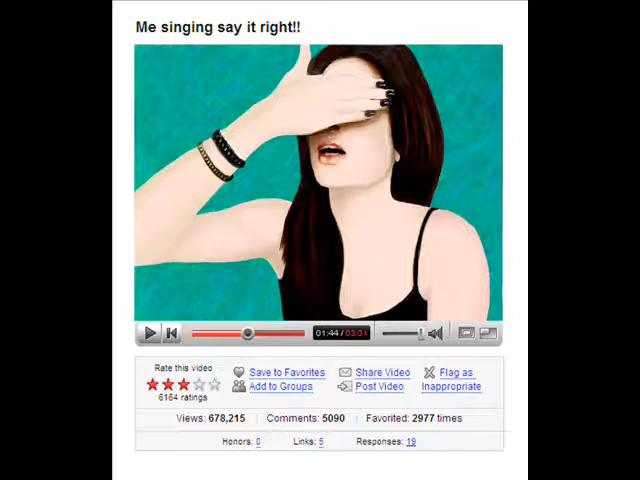 Me singing say it right!!
01:44 / 03:31
Rate this video
6164 ratings
Save to Favorites
Add to Groups
Share Video
Post Video
Flag as
Inappropriate
Views: 678,215
Comments: 5090
Favorited: 2977 times
Honors: 0
Links: 5
Responses: 19